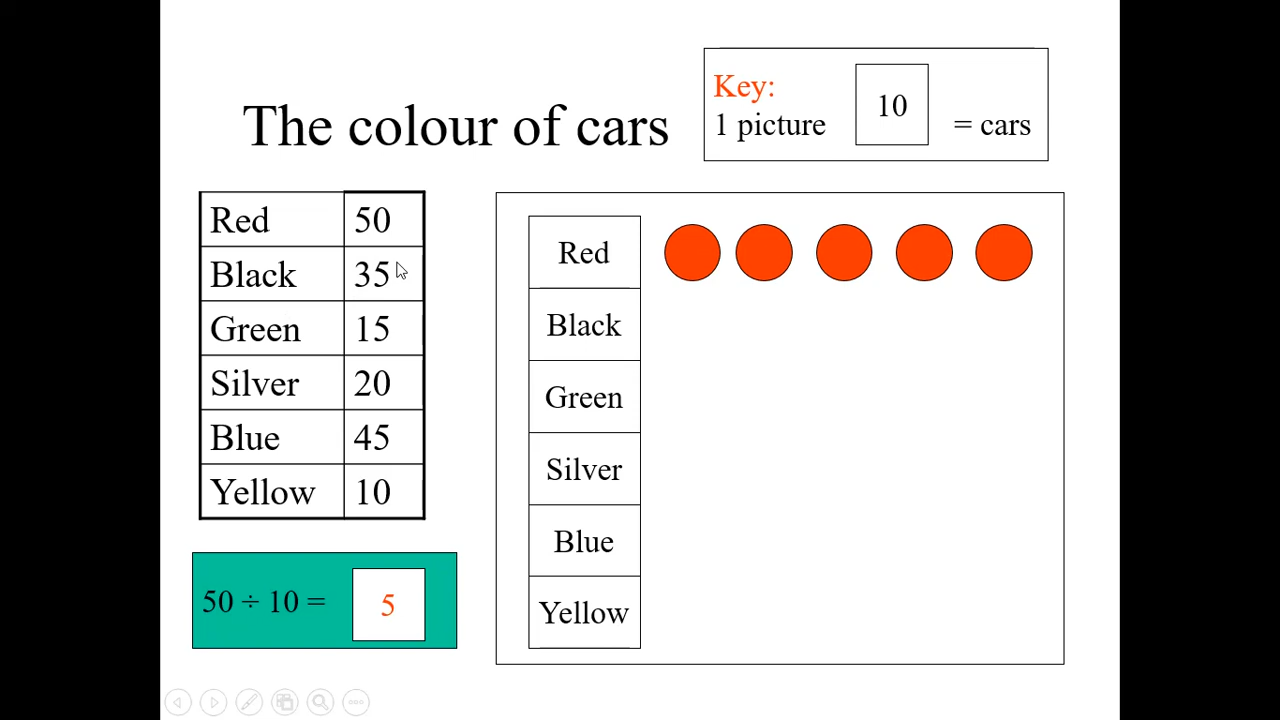 Key:
1 picture 10 = cars
The colour of cars
Red 50
Black 35
Green 15
Silver 20
Blue 45
Yellow 10
Red
Black
Green
Silver
Blue
Yellow
50 ÷ 10 = 5